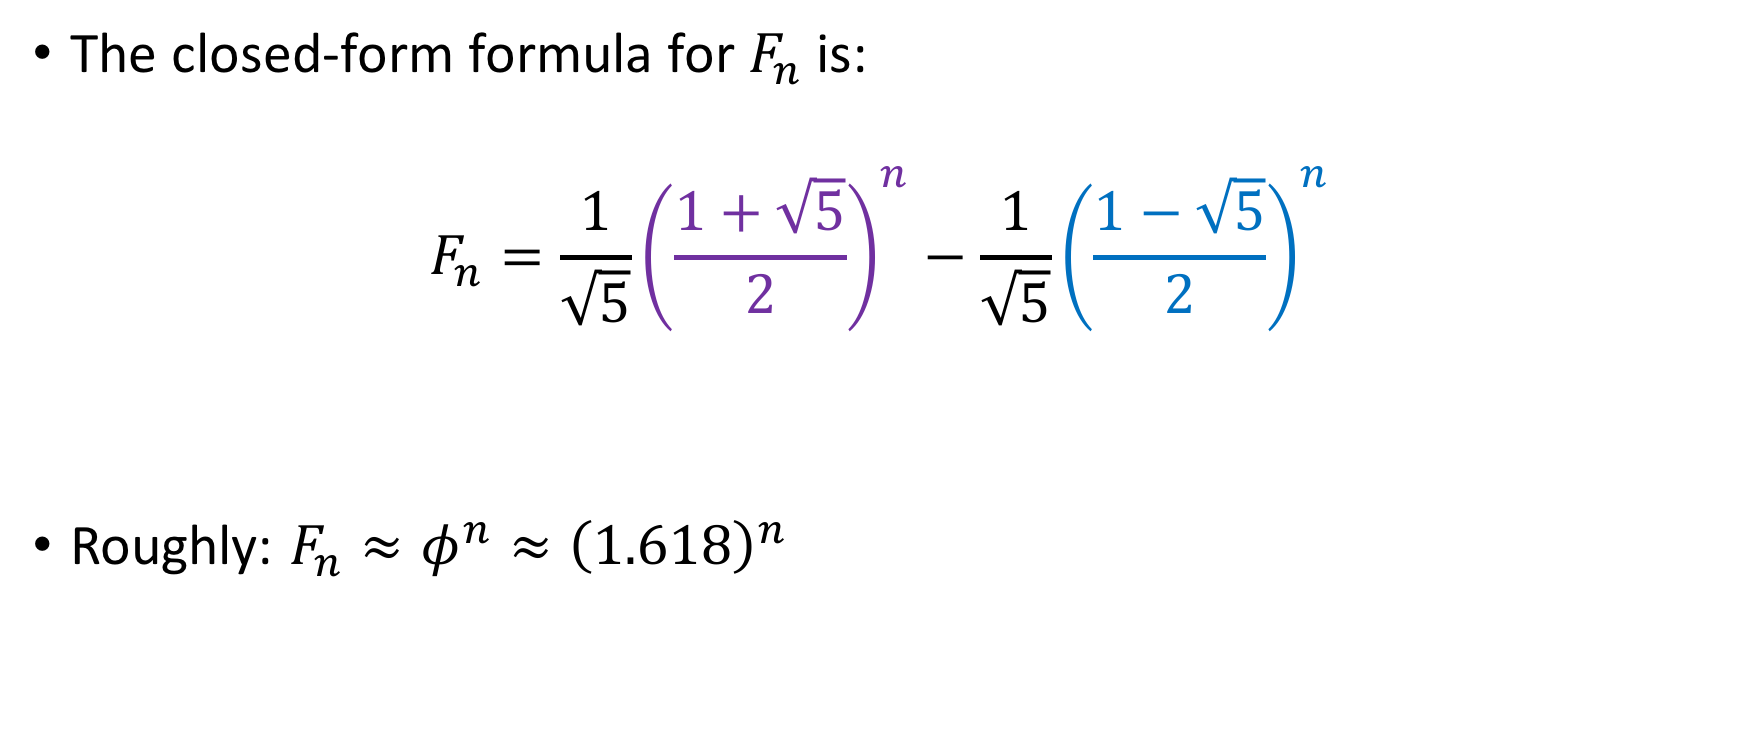 • The closed-form formula for Fₙ is:
Fₙ = 1/√5 ((1 + √5)/2)ⁿ − 1/√5 ((1 − √5)/2)ⁿ
• Roughly: Fₙ ≈ ϕⁿ ≈ (1.618)ⁿ